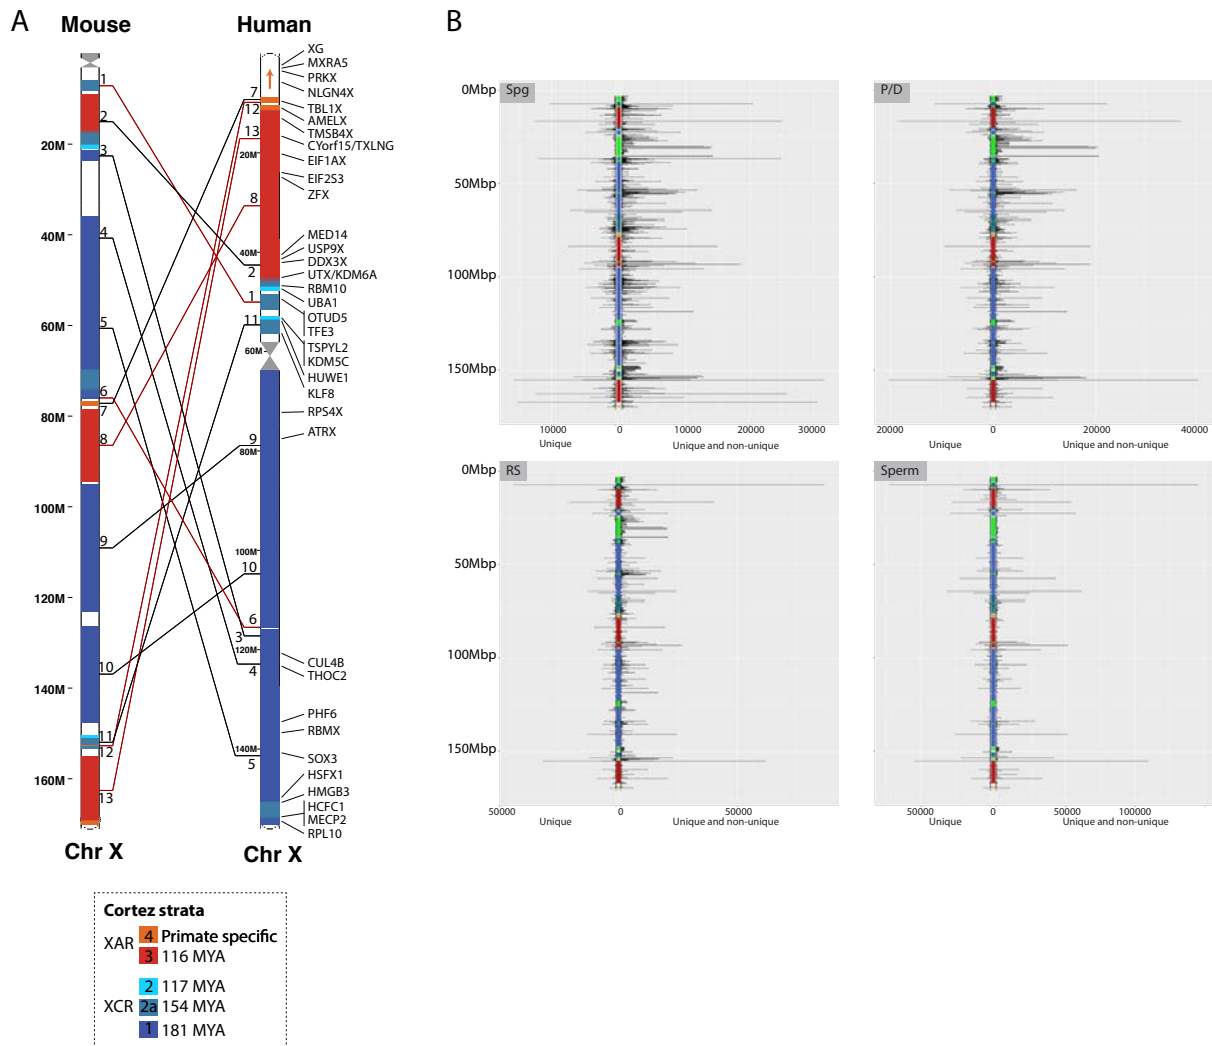 A
Mouse
Human
Chr X
Chr X
1
2
3
4
5
6
7
8
9
10
11
12
13
20M
40M
60M
80M
100M
120M
140M
160M
7
12
13
8
2
1
11
9
10
6
3
4
5
20M
40M
60M
80M
100M
120M
140M
XG
MXRA5
PRKX
NLGN4X
TBL1X
AMELX
TMSB4X
CYorf15/TXLNG
EIF1AX
EIF2S3
ZFX
MED14
USP9X
DDX3X
UTX/KDM6A
RBM10
UBA1
OTUD5
TFE3
TSPYL2
KDM5C
HUWE1
KLF8
RPS4X
ATRX
CUL4B
THOC2
PHF6
RBMX
SOX3
HSFX1
HMGB3
HCFC1
MECP2
RPL10
Cortez strata
XAR
4 Primate specific
3 116 MYA
XCR
2 117 MYA
2a 154 MYA
1 181 MYA
B
Spg
0Mbp
50Mbp
100Mbp
150Mbp
10000 0 10000 20000 30000
Unique Unique and non-unique
P/D
20000 0 20000 40000
Unique Unique and non-unique
RS
0Mbp
50Mbp
100Mbp
150Mbp
50000 0 50000
Unique Unique and non-unique
Sperm
50000 0 50000 100000
Unique Unique and non-unique